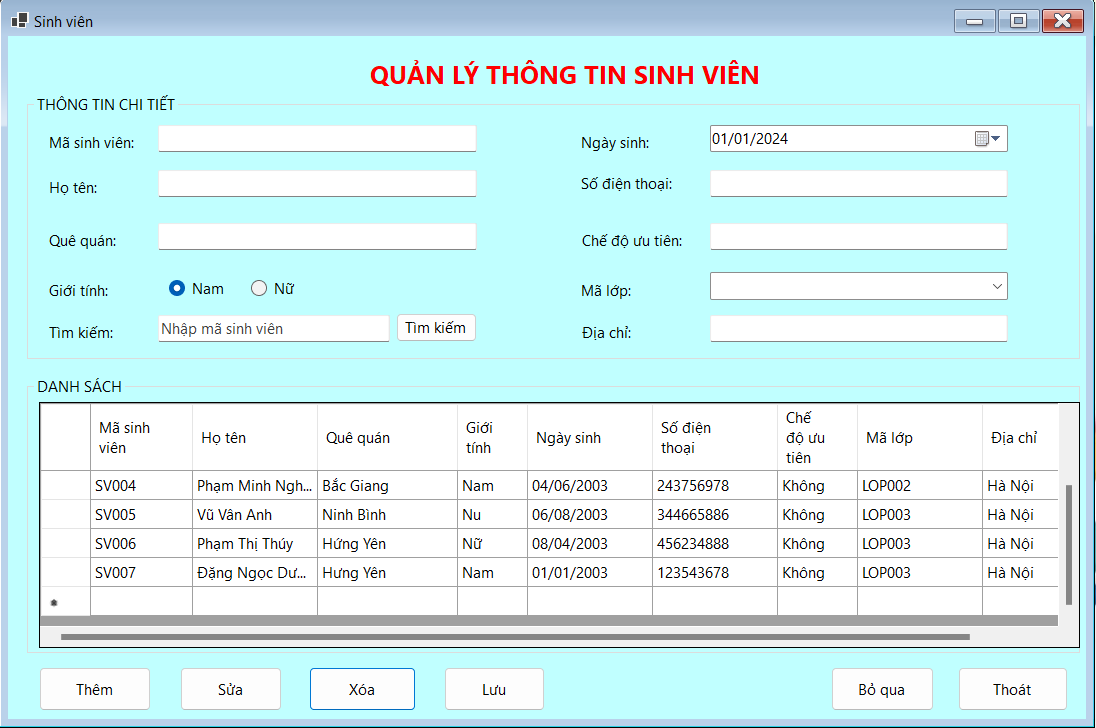 Sinh viên
QUẢN LÝ THÔNG TIN SINH VIÊN
THÔNG TIN CHI TIẾT
Mã sinh viên:
Ngày sinh: 01/01/2024
Họ tên:
Số điện thoại:
Quê quán:
Chế độ ưu tiên:
Giới tính: Nam Nữ
Mã lớp:
Tìm kiếm: Nhập mã sinh viên Tìm kiếm
Địa chỉ:
DANH SÁCH
Mã sinh viên Họ tên Quê quán Giới tính Ngày sinh Số điện thoại Chế độ ưu tiên Mã lớp Địa chỉ
SV004 Phạm Minh Ngh... Bắc Giang Nam 04/06/2003 243756978 Không LOP002 Hà Nội
SV005 Vũ Vân Anh Ninh Bình Nu 06/08/2003 344665886 Không LOP003 Hà Nội
SV006 Phạm Thị Thúy Hứng Yên Nữ 08/04/2003 456234888 Không LOP003 Hà Nội
SV007 Đặng Ngọc Dư... Hưng Yên Nam 01/01/2003 123543678 Không LOP003 Hà Nội
Thêm Sửa Xóa Lưu Bỏ qua Thoát